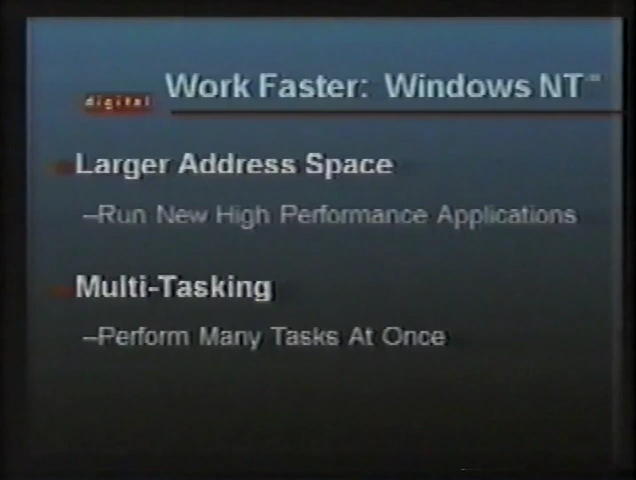 digital
Work Faster: Windows NT™
Larger Address Space
–Run New High Performance Applications
Multi-Tasking
–Perform Many Tasks At Once